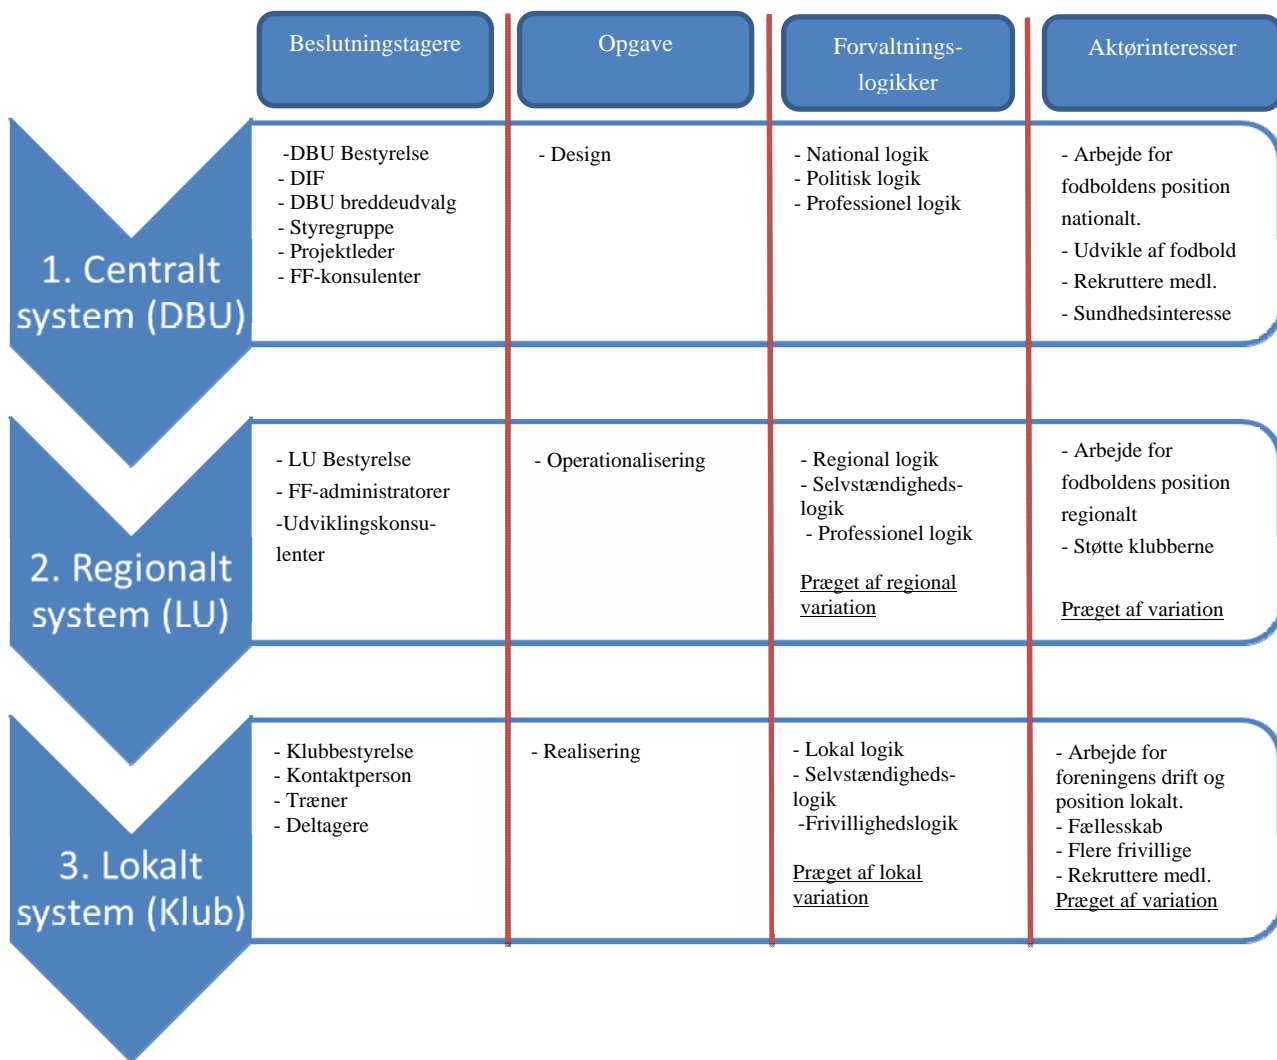 Beslutningstagere
Opgave
Forvaltnings-
logikker
Aktørinteresser
1. Centralt
system (DBU)
-DBU Bestyrelse
- DIF
- DBU breddeudvalg
- Styregruppe
- Projektleder
- FF-konsulenter
- Design
- National logik
- Politisk logik
- Professionel logik
- Arbejde for
fodboldens position
nationalt.
- Udvikle af fodbold
- Rekruttere medl.
- Sundhedsinteresse
2. Regionalt
system (LU)
- LU Bestyrelse
- FF-administratorer
-Udviklingskonsu-
lenter
- Operationalisering
- Regional logik
- Selvstændigheds-
logik
- Professionel logik
Præget af regional
variation
- Arbejde for
fodboldens position
regionalt
- Støtte klubberne
Præget af variation
3. Lokalt
system (Klub)
- Klubbestyrelse
- Kontaktperson
- Træner
- Deltagere
- Realisering
- Lokal logik
- Selvstændigheds-
logik
-Frivillighedslogik
Præget af lokal
variation
- Arbejde for
foreningens drift og
position lokalt.
- Fællesskab
- Flere frivillige
- Rekruttere medl.
Præget af variation